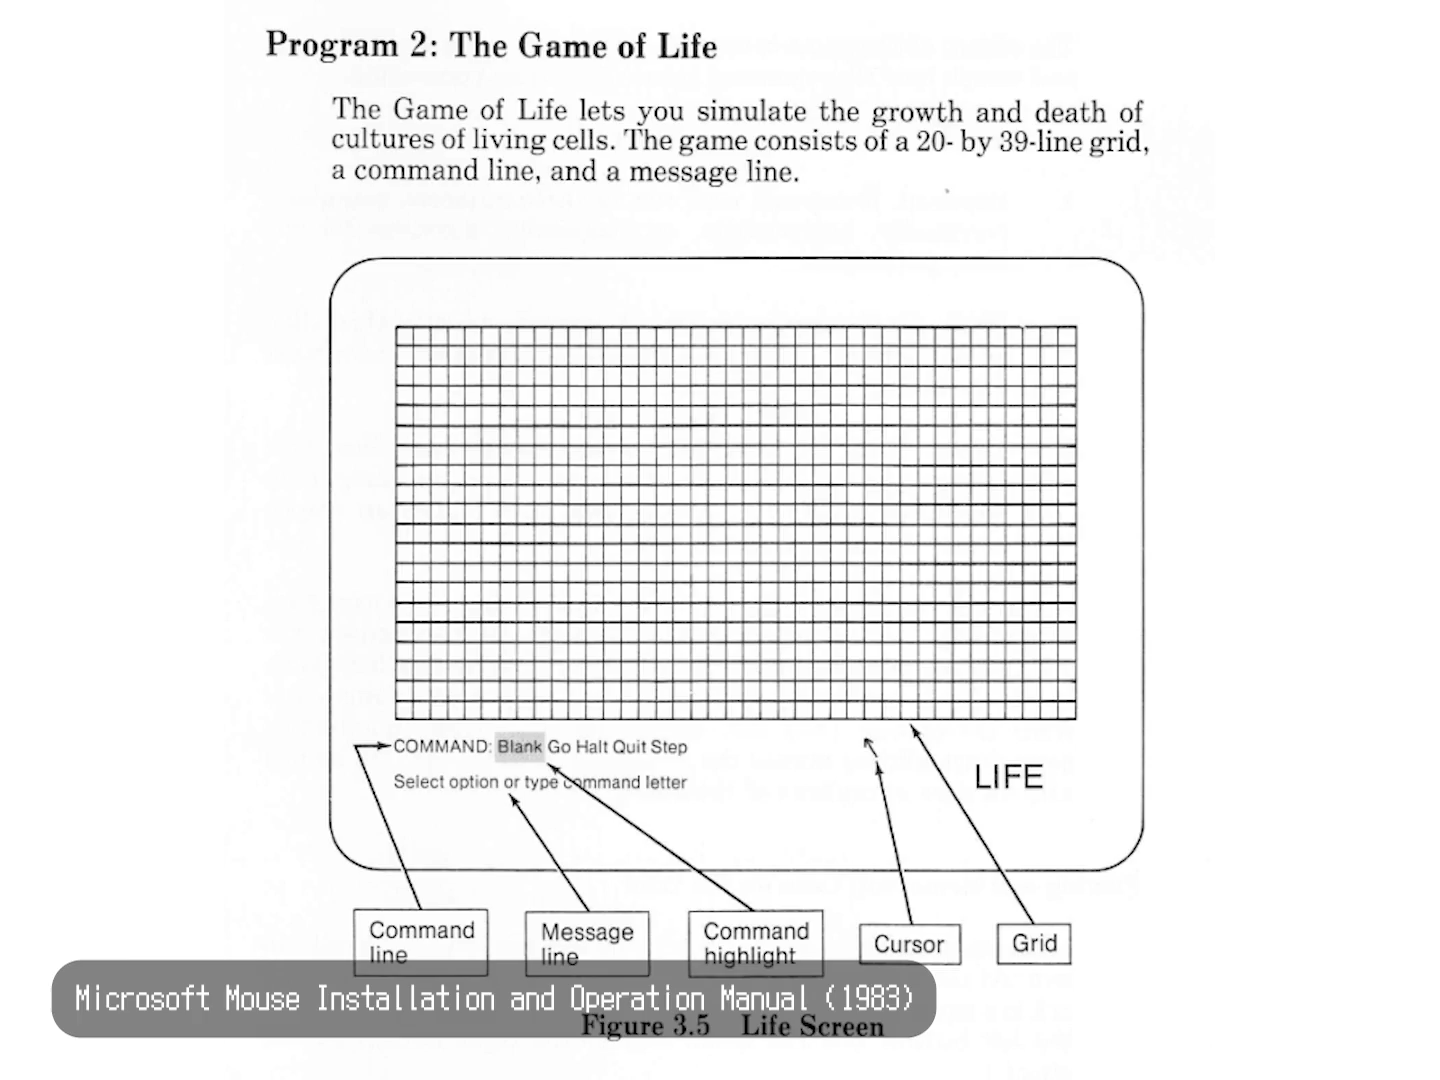 Program 2: The Game of Life
The Game of Life lets you simulate the growth and death of
cultures of living cells. The game consists of a 20- by 39-line grid,
a command line, and a message line.
COMMAND: Blank Go Halt Quit Step
Select option or type command letter
LIFE
Command
line
Message
line
Command
highlight
Cursor
Grid
Microsoft Mouse Installation and Operation Manual (1983)
Figure 3.5 Life Screen